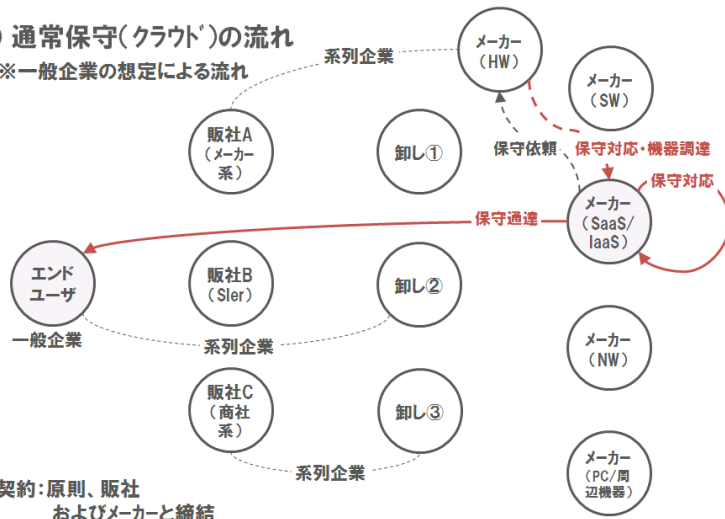 通常保守(クラウド)の流れ
※一般企業の想定による流れ
系列企業
メーカー
(HW)
メーカー
(SW)
販社A
(メーカー
系)
卸し①
保守依頼
保守対応・機器調達
保守対応
メーカー
(SaaS/
IaaS)
保守通達
エンド
ユーザ
一般企業
販社B
(SIer)
卸し②
系列企業
メーカー
(NW)
販社C
(商社
系)
卸し③
系列企業
メーカー
(PC/周
辺機器)
契約:原則、販社
およびメーカーと締結